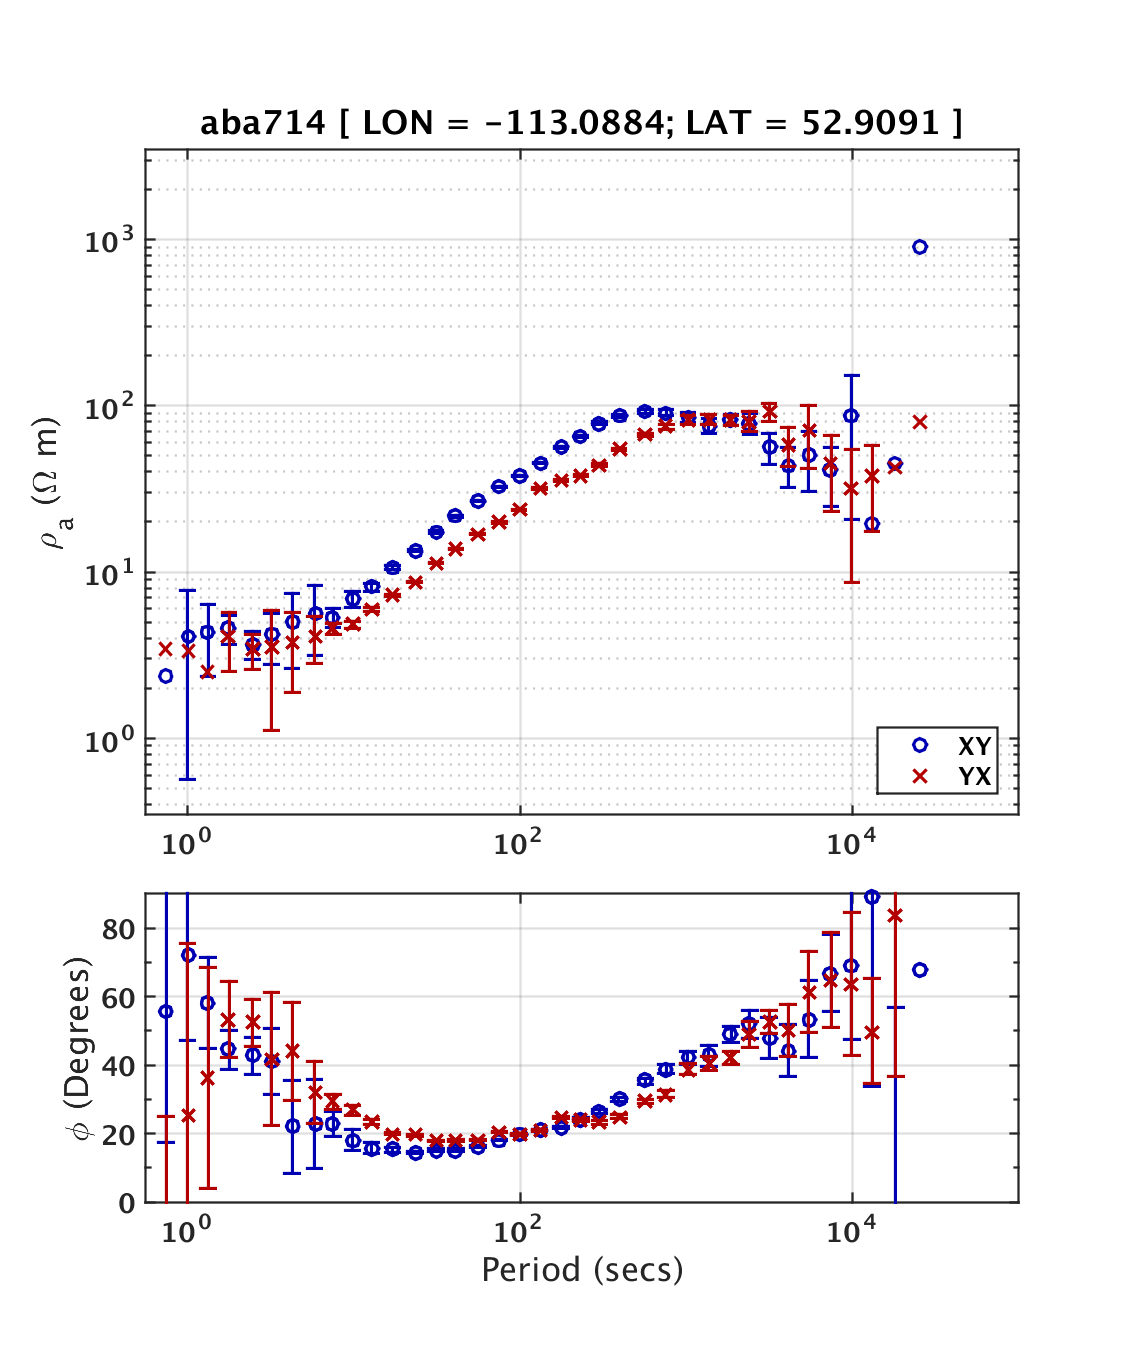 aba714 [ LON = -113.0884; LAT = 52.9091 ]
10³
10²
10¹
10⁰
ρₐ (Ω m)
XY
YX
10⁰ 10² 10⁴
80
60
40
20
0
ϕ (Degrees)
10⁰ 10² 10⁴
Period (secs)